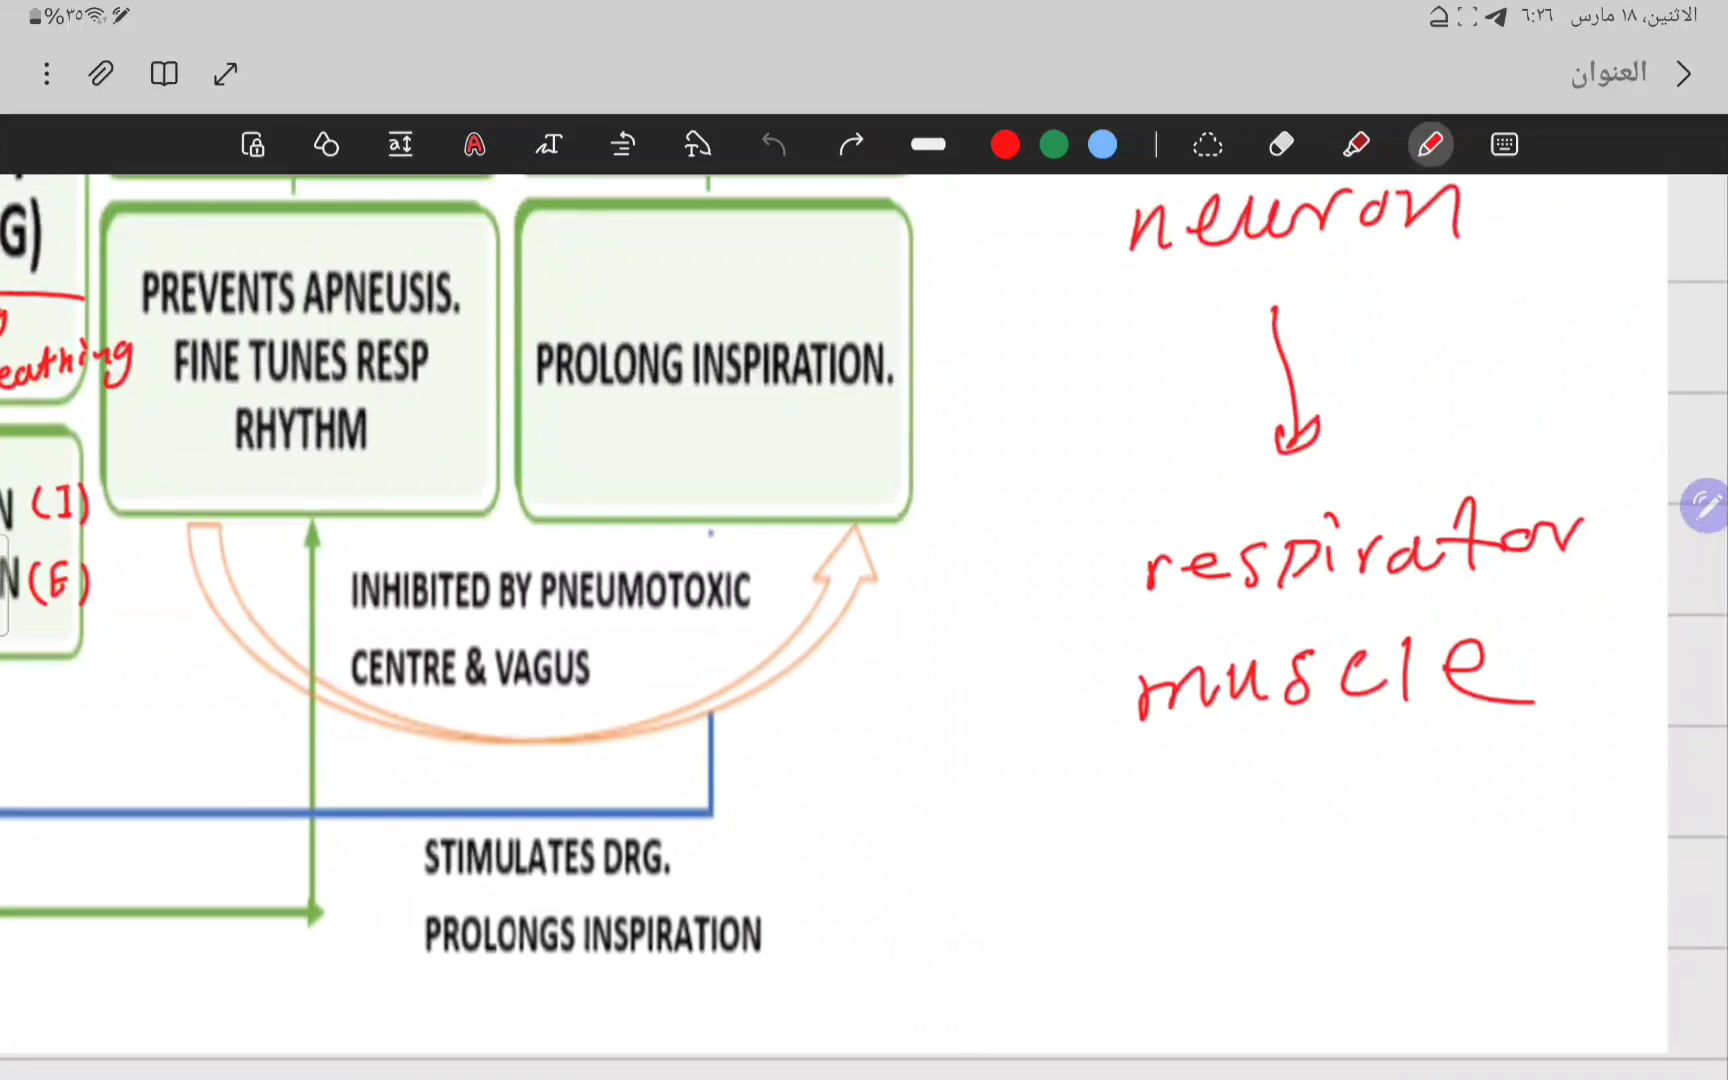 %٣٥
الاثنين، ١٨ مارس ٦:٢٦
العنوان
G)
eathing
N (I)
N (E)
PREVENTS APNEUSIS.
FINE TUNES RESP
RHYTHM
PROLONG INSPIRATION.
INHIBITED BY PNEUMOTOXIC
CENTRE & VAGUS
STIMULATES DRG.
PROLONGS INSPIRATION
neuron
respirator
muscle